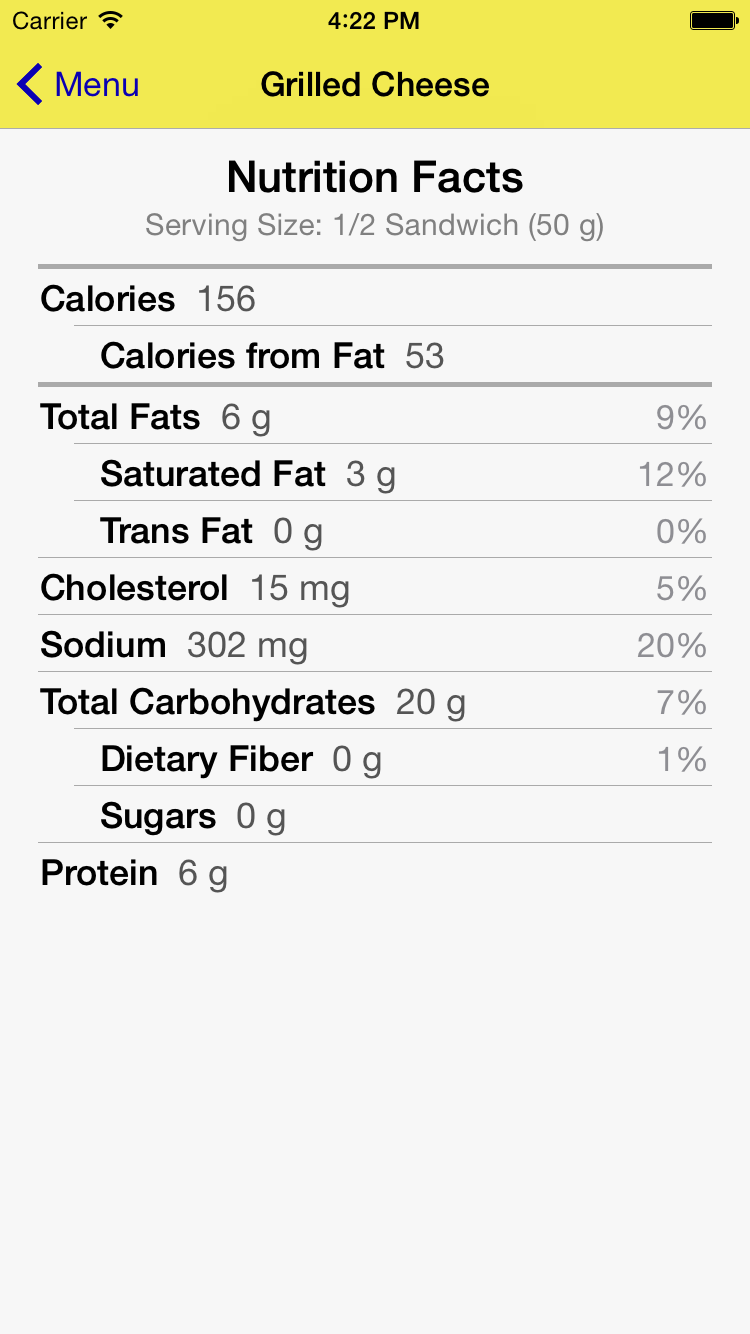 Carrier 4:22 PM
Menu Grilled Cheese
Nutrition Facts
Serving Size: 1/2 Sandwich (50 g)
Calories 156
Calories from Fat 53
Total Fats 6 g 9%
Saturated Fat 3 g 12%
Trans Fat 0 g 0%
Cholesterol 15 mg 5%
Sodium 302 mg 20%
Total Carbohydrates 20 g 7%
Dietary Fiber 0 g 1%
Sugars 0 g
Protein 6 g